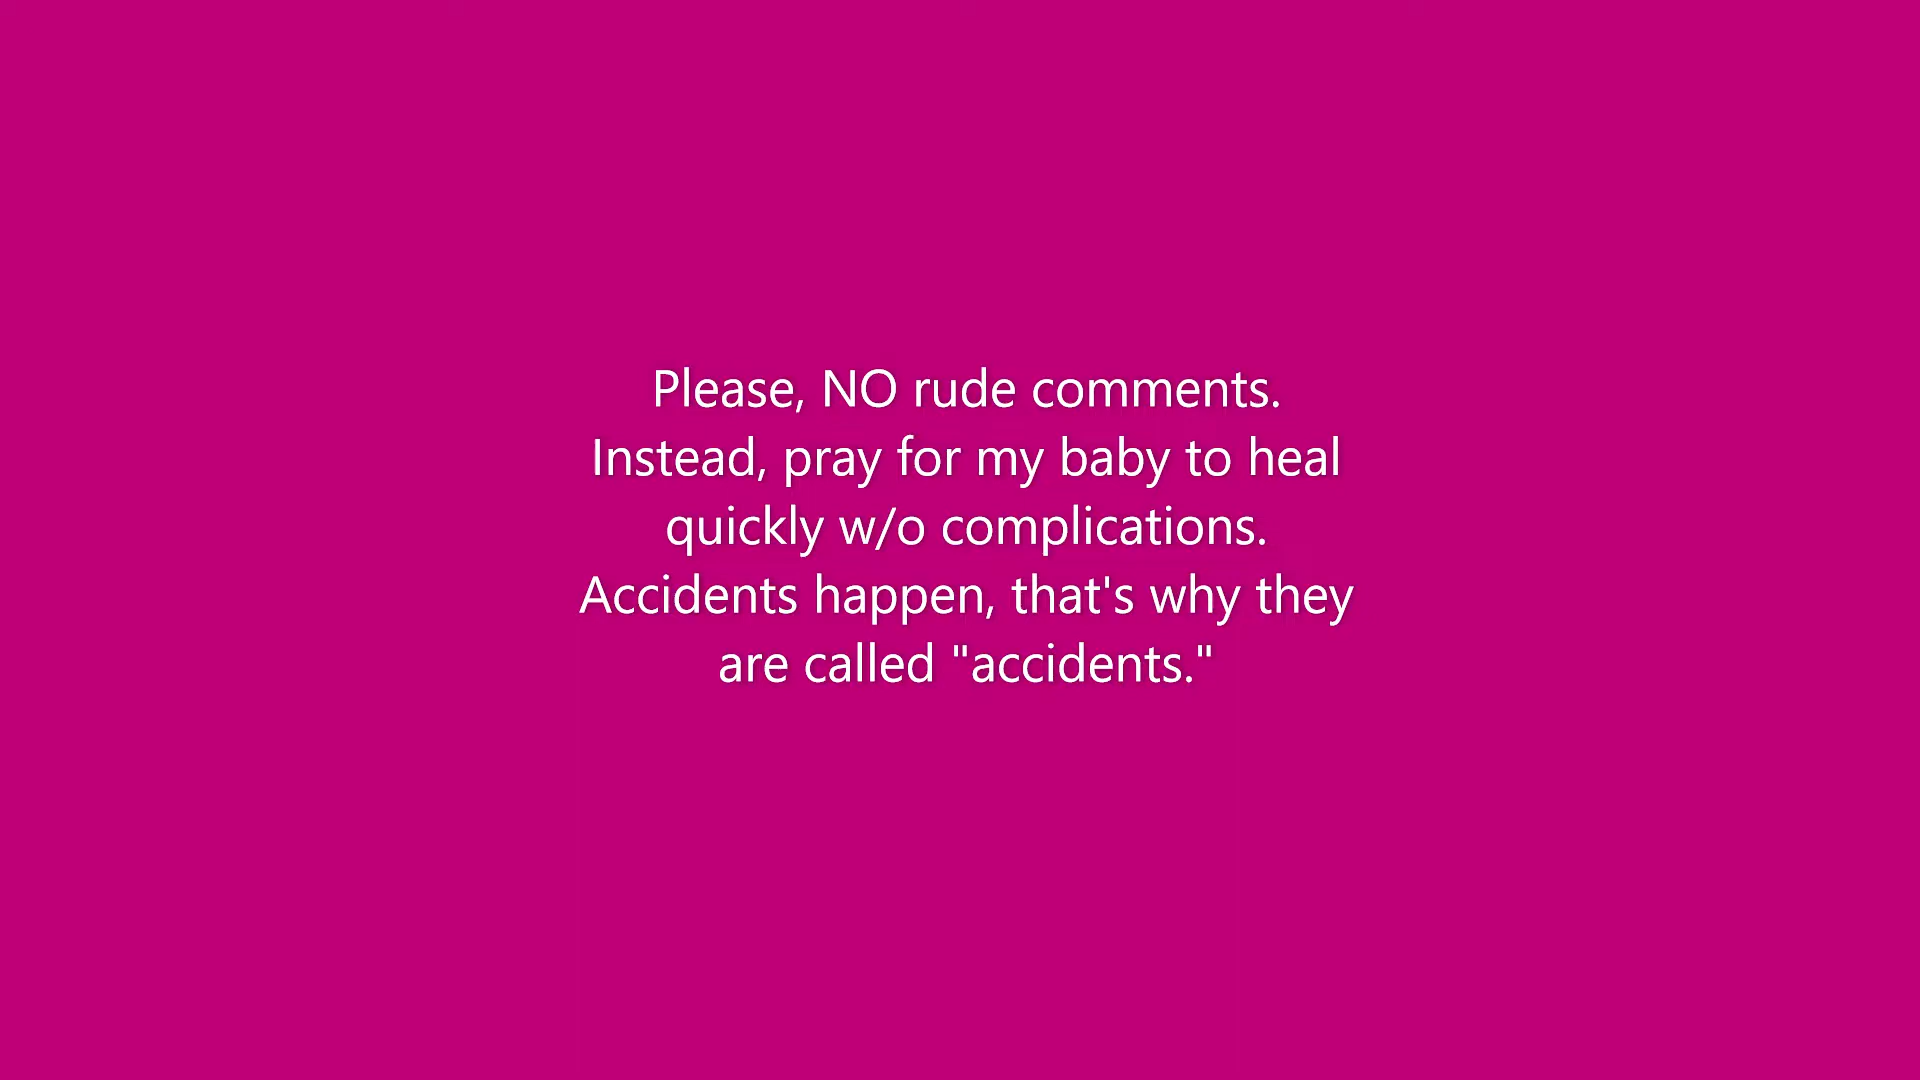 Please, NO rude comments.
Instead, pray for my baby to heal
quickly w/o complications.
Accidents happen, that's why they
are called "accidents."